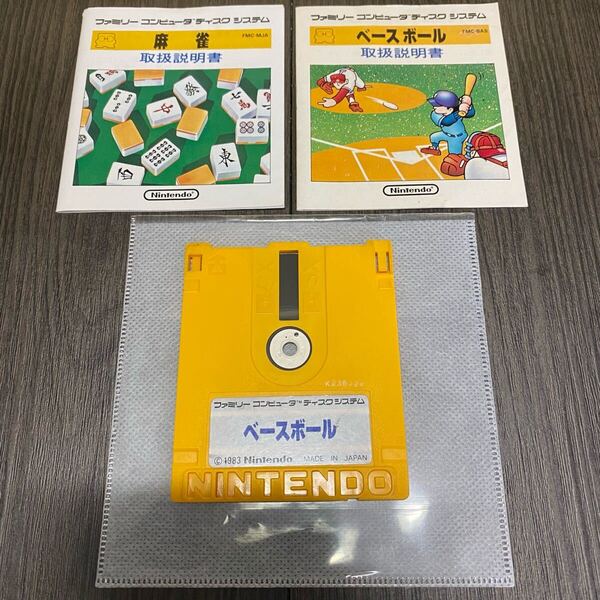 ファミリー コンピュータ ディスク システム
麻雀
FMC-MJA
取扱説明書
東
Nintendo
ファミリー コンピュータ ディスク システム
ベースボール
FMC-BAS
取扱説明書
Nintendo
ファミリー コンピュータ™ ディスク システム
ベースボール
©1983 Nintendo MADE IN JAPAN
NINTENDO